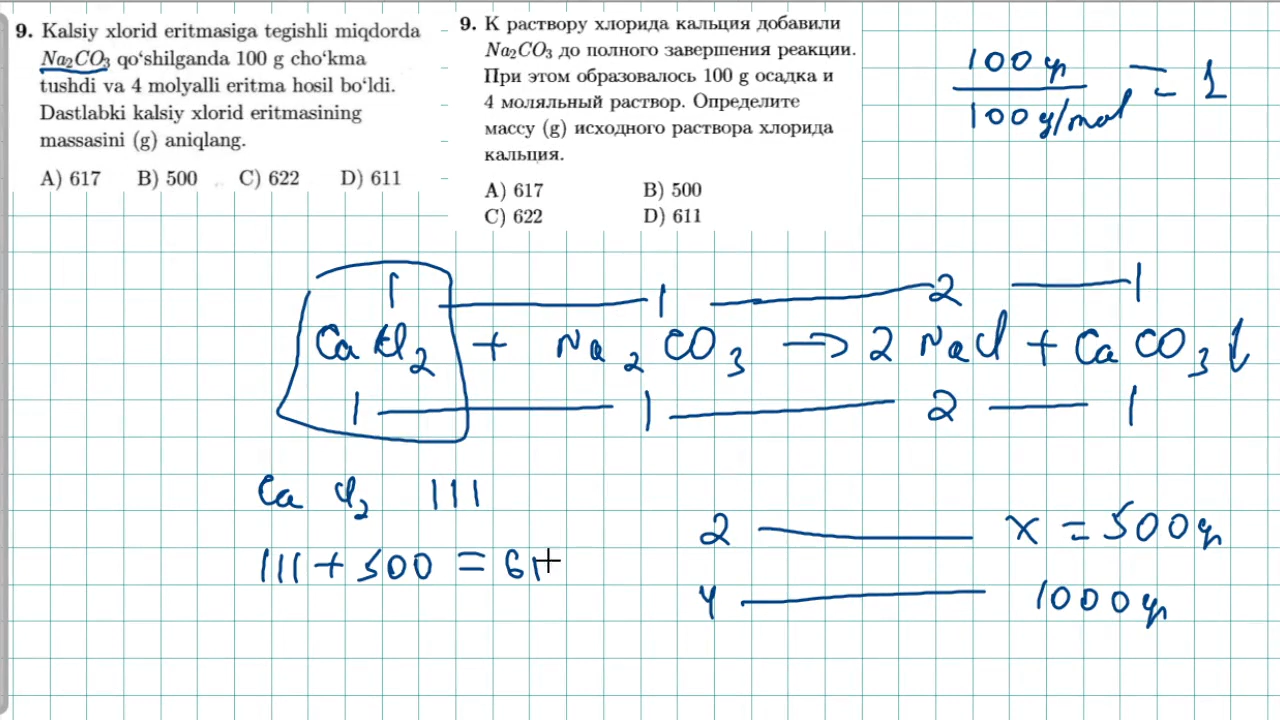 9. Kalsiy xlorid eritmasiga tegishli miqdorda
Na₂CO₃ qo‘shilganda 100 g cho‘kma
tushdi va 4 molyalli eritma hosil bo‘ldi.
Dastlabki kalsiy xlorid eritmasining
massasini (g) aniqlang.
A) 617 B) 500 C) 622 D) 611
9. К раствору хлорида кальция добавили
Na₂CO₃ до полного завершения реакции.
При этом образовалось 100 g осадка и
4 моляльный раствор. Определите
массу (g) исходного раствора хлорида
кальция.
A) 617 B) 500
C) 622 D) 611
100 gr
100 g/mol = 1
1 1 2 1
CaCl₂ + Na₂CO₃ → 2 NaCl + CaCO₃↓
1 1 2 1
CaCl₂ 111
111 + 500 = 611
2 x = 500 gr
4 1000 gr